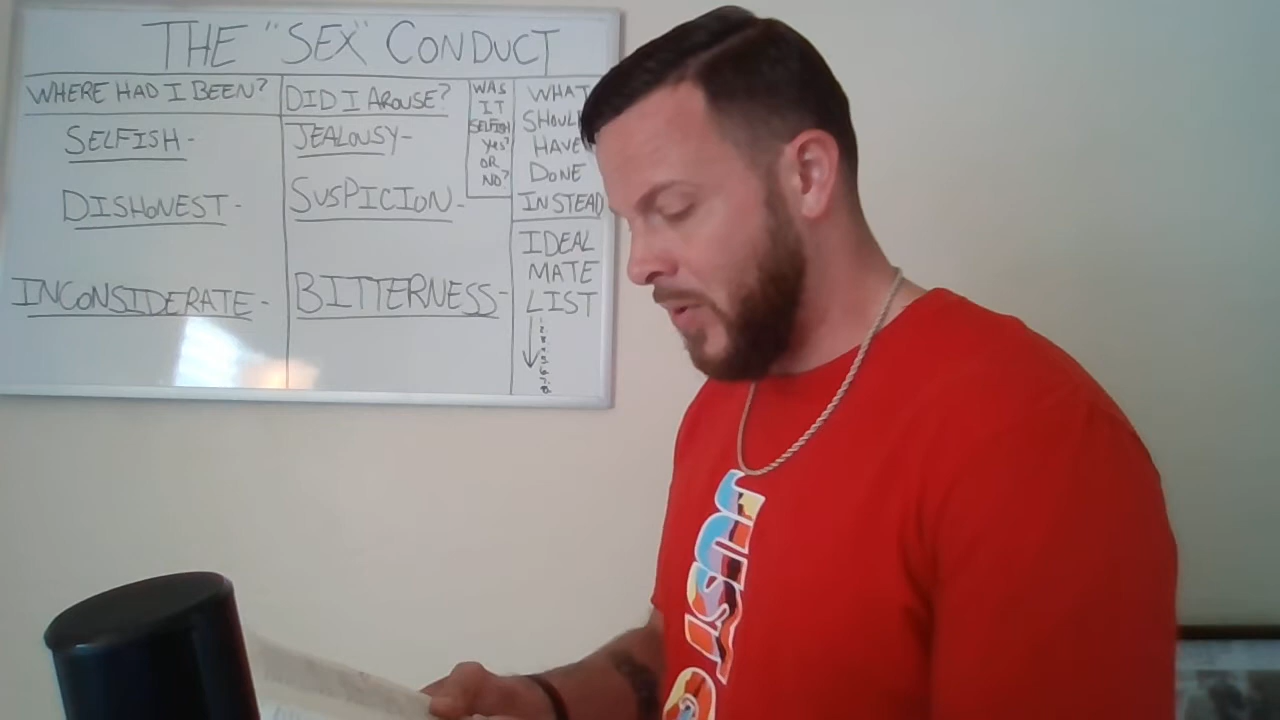 THE "SEX" CONDUCT
WHERE HAD I BEEN?
SELFISH-
DISHONEST-
INCONSIDERATE-
DID I AROUSE?
JEALOUSY-
SUSPICION-
BITTERNESS-
WAS
IT
SELFISH
YES?
OR
NO?
WHAT
SHOULD
HAVE
DONE
INSTEAD
IDEAL
MATE
LIST
JUST